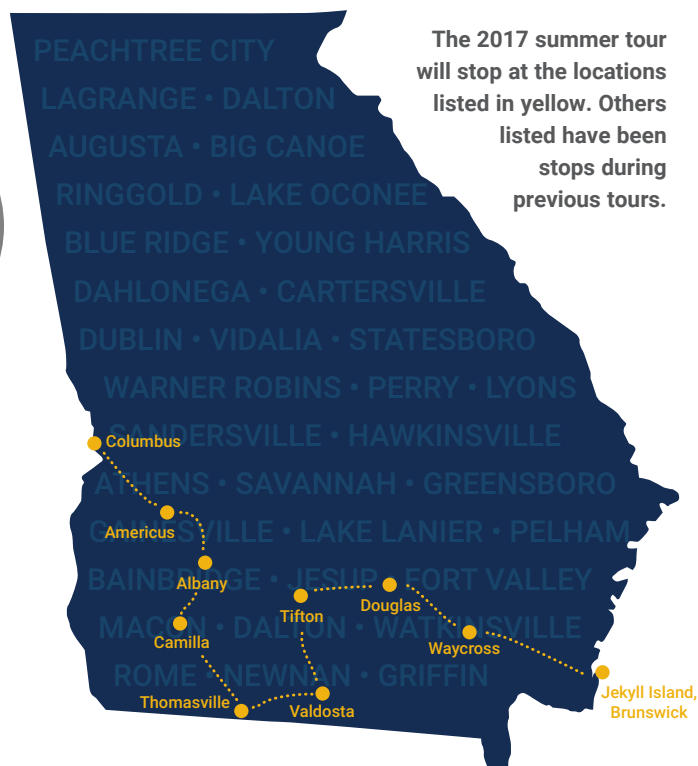 The 2017 summer tour
will stop at the locations
listed in yellow. Others
listed have been
stops during
previous tours.
PEACHTREE CITY
LAGRANGE • DALTON
AUGUSTA • BIG CANOE
RINGGOLD • LAKE OCONEE
BLUE RIDGE • YOUNG HARRIS
DAHLONEGA • CARTERSVILLE
DUBLIN • VIDALIA • STATESBORO
WARNER ROBINS • PERRY • LYONS
SANDERSVILLE • HAWKINSVILLE
Columbus
ATHENS • SAVANNAH • GREENSBORO
GAINESVILLE • LAKE LANIER • PELHAM
Americus
BAINBRIDGE • JESUP • FORT VALLEY
Albany
Tifton
Douglas
MACON • DALTON • WATKINSVILLE
Camilla
Waycross
ROME • NEWNAN • GRIFFIN
Jekyll Island,
Brunswick
Thomasville
Valdosta